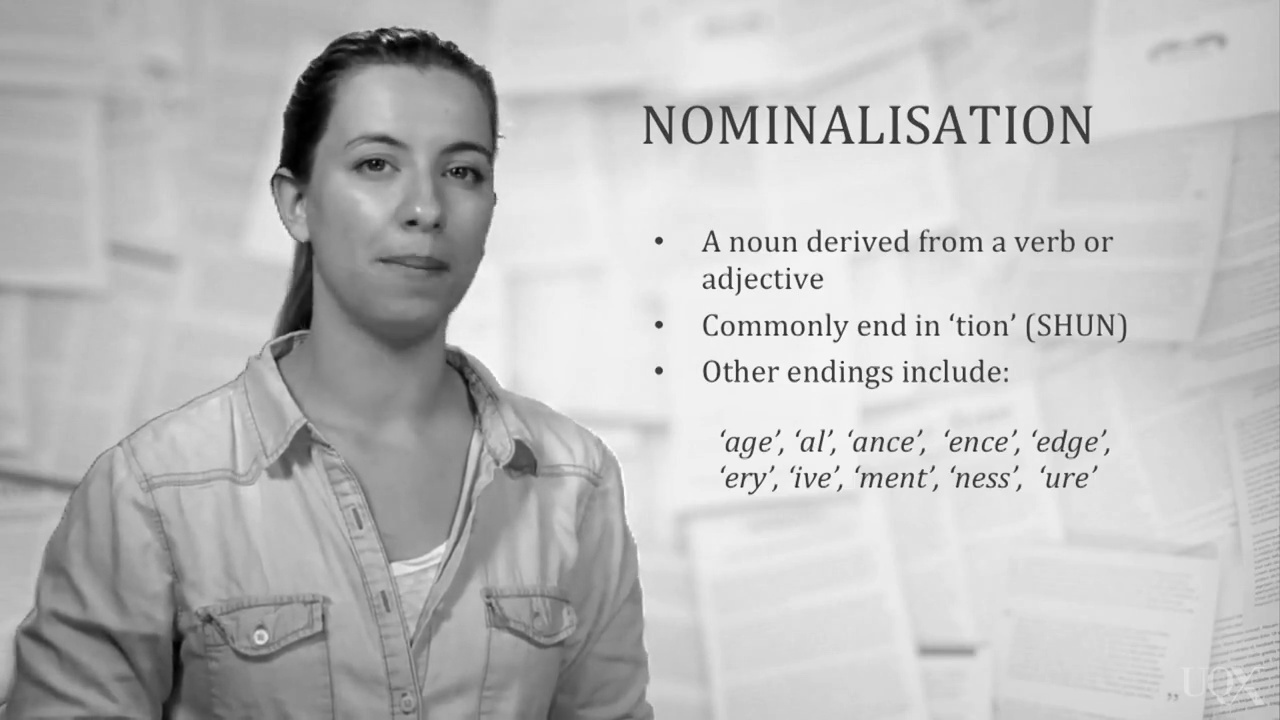 NOMINALISATION
• A noun derived from a verb or
adjective
• Commonly end in ‘tion’ (SHUN)
• Other endings include:
‘age’, ‘al’, ‘ance’, ‘ence’, ‘edge’,
‘ery’, ‘ive’, ‘ment’, ‘ness’, ‘ure’
UQX